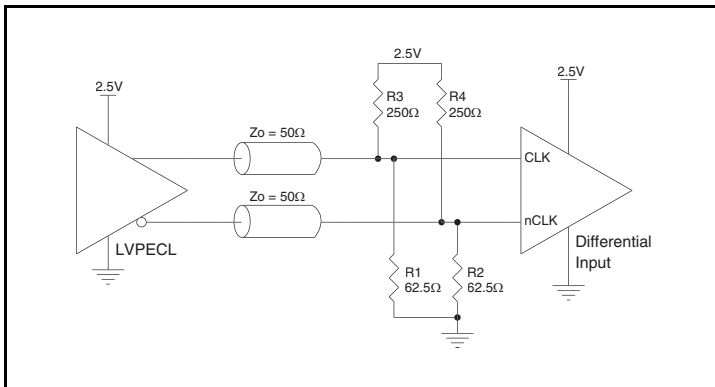 2.5V
2.5V
2.5V
R3
250Ω
R4
250Ω
Zo = 50Ω
CLK
Zo = 50Ω
nCLK
LVPECL
Differential
Input
R1
62.5Ω
R2
62.5Ω